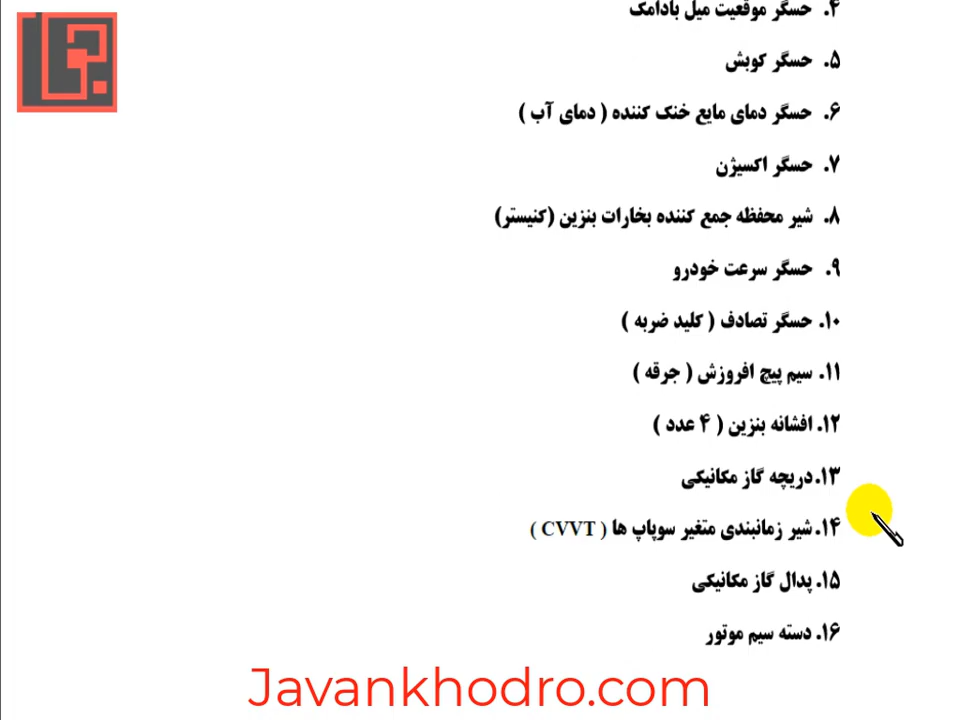 ۴. حسگر موقعیت میل بادامک
۵. حسگر کوبش
۶. حسگر دمای مایع خنک کننده ( دمای آب )
۷. حسگر اکسیژن
۸. شیر محفظه جمع کننده بخارات بنزین (کنیستر)
۹. حسگر سرعت خودرو
۱۰. حسگر تصادف ( کلید ضربه )
۱۱. سیم پیچ افروزش ( جرقه )
۱۲. افشانه بنزین ( ۴ عدد )
۱۳. دریچه گاز مکانیکی
۱۴. شیر زمانبندی متغیر سوپاپ ها ( CVVT )
۱۵. پدال گاز مکانیکی
۱۶. دسته سیم موتور
Javankhodro.com